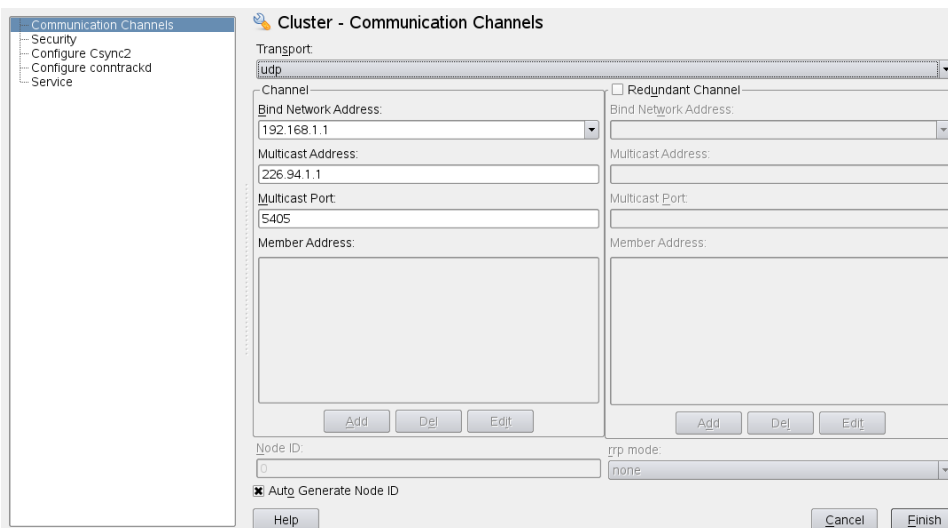 Communication Channels
Security
Configure Csync2
Configure conntrackd
Service
Cluster - Communication Channels
Transport:
udp
Channel
Bind Network Address:
192.168.1.1
Multicast Address:
226.94.1.1
Multicast Port:
5405
Member Address:
Add Del Edit
Redundant Channel
Bind Network Address:
Multicast Address:
Multicast Port:
Member Address:
Add Del Edit
Node ID:
0
rrp mode:
none
Auto Generate Node ID
Help Cancel Finish